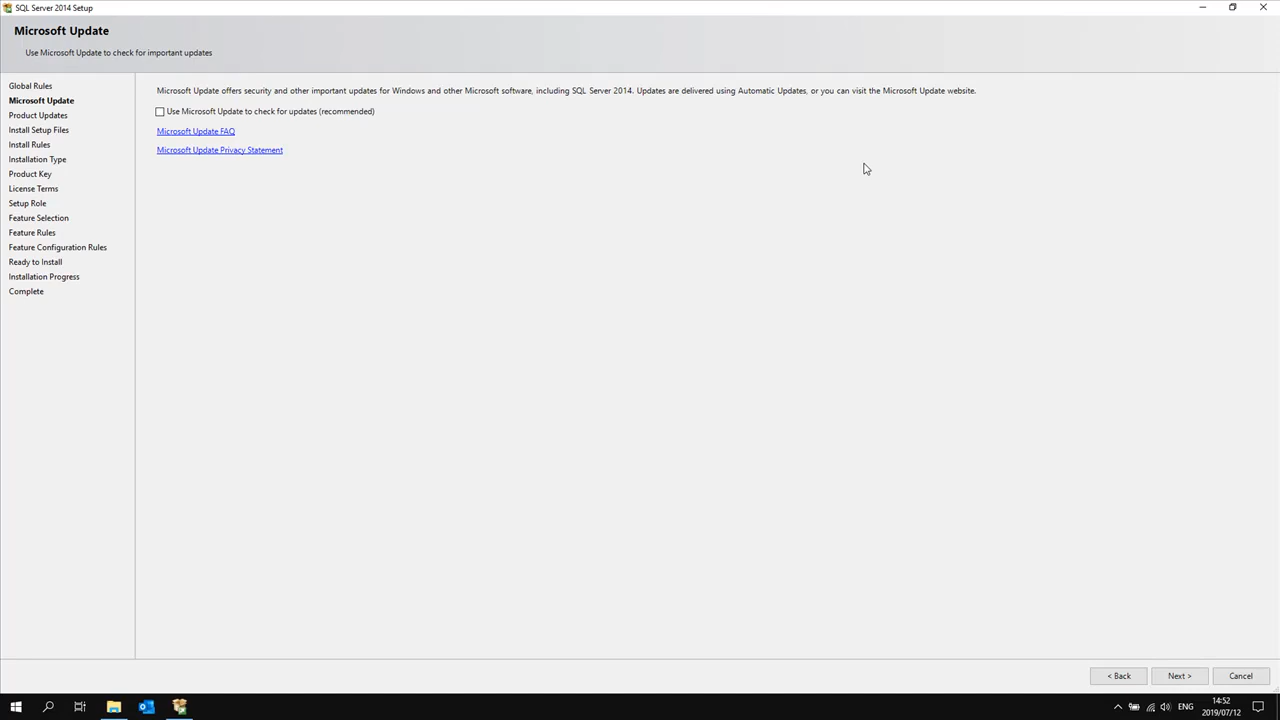 SQL Server 2014 Setup
Microsoft Update
Use Microsoft Update to check for important updates
Global Rules
Microsoft Update
Product Updates
Install Setup Files
Install Rules
Installation Type
Product Key
License Terms
Setup Role
Feature Selection
Feature Rules
Feature Configuration Rules
Ready to Install
Installation Progress
Complete
Microsoft Update offers security and other important updates for Windows and other Microsoft software, including SQL Server 2014. Updates are delivered using Automatic Updates, or you can visit the Microsoft Update website.
Use Microsoft Update to check for updates (recommended)
Microsoft Update FAQ
Microsoft Update Privacy Statement
< Back
Next >
Cancel
ENG
14:52
2019/07/12